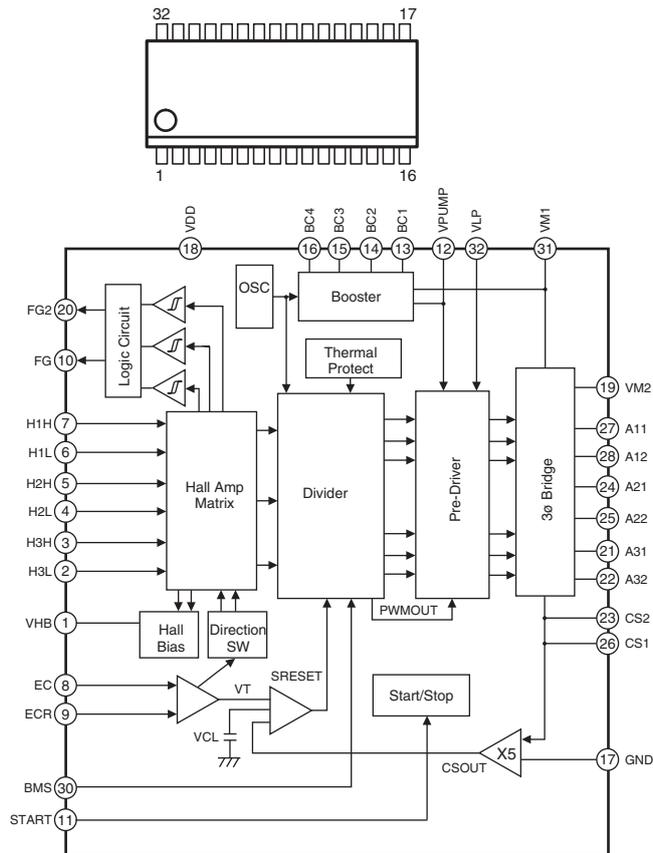 32 17
1 16
VDD
BC4
BC3
BC2
BC1
VPUMP
VLP
VM1
18
16
15
14
13
12
32
31
OSC
Booster
FG2 20
FG 10
Logic Circuit
Thermal
Protect
19 VM2
H1H 7
H1L 6
H2H 5
H2L 4
H3H 3
H3L 2
Hall Amp
Matrix
Divider
Pre-Driver
3ø Bridge
27 A11
28 A12
24 A21
25 A22
21 A31
22 A32
PWMOUT
VHB 1
Hall
Bias
Direction
SW
23 CS2
26 CS1
EC 8
ECR 9
VT
SRESET
VCL
Start/Stop
X5
CSOUT
17 GND
BMS 30
START 11